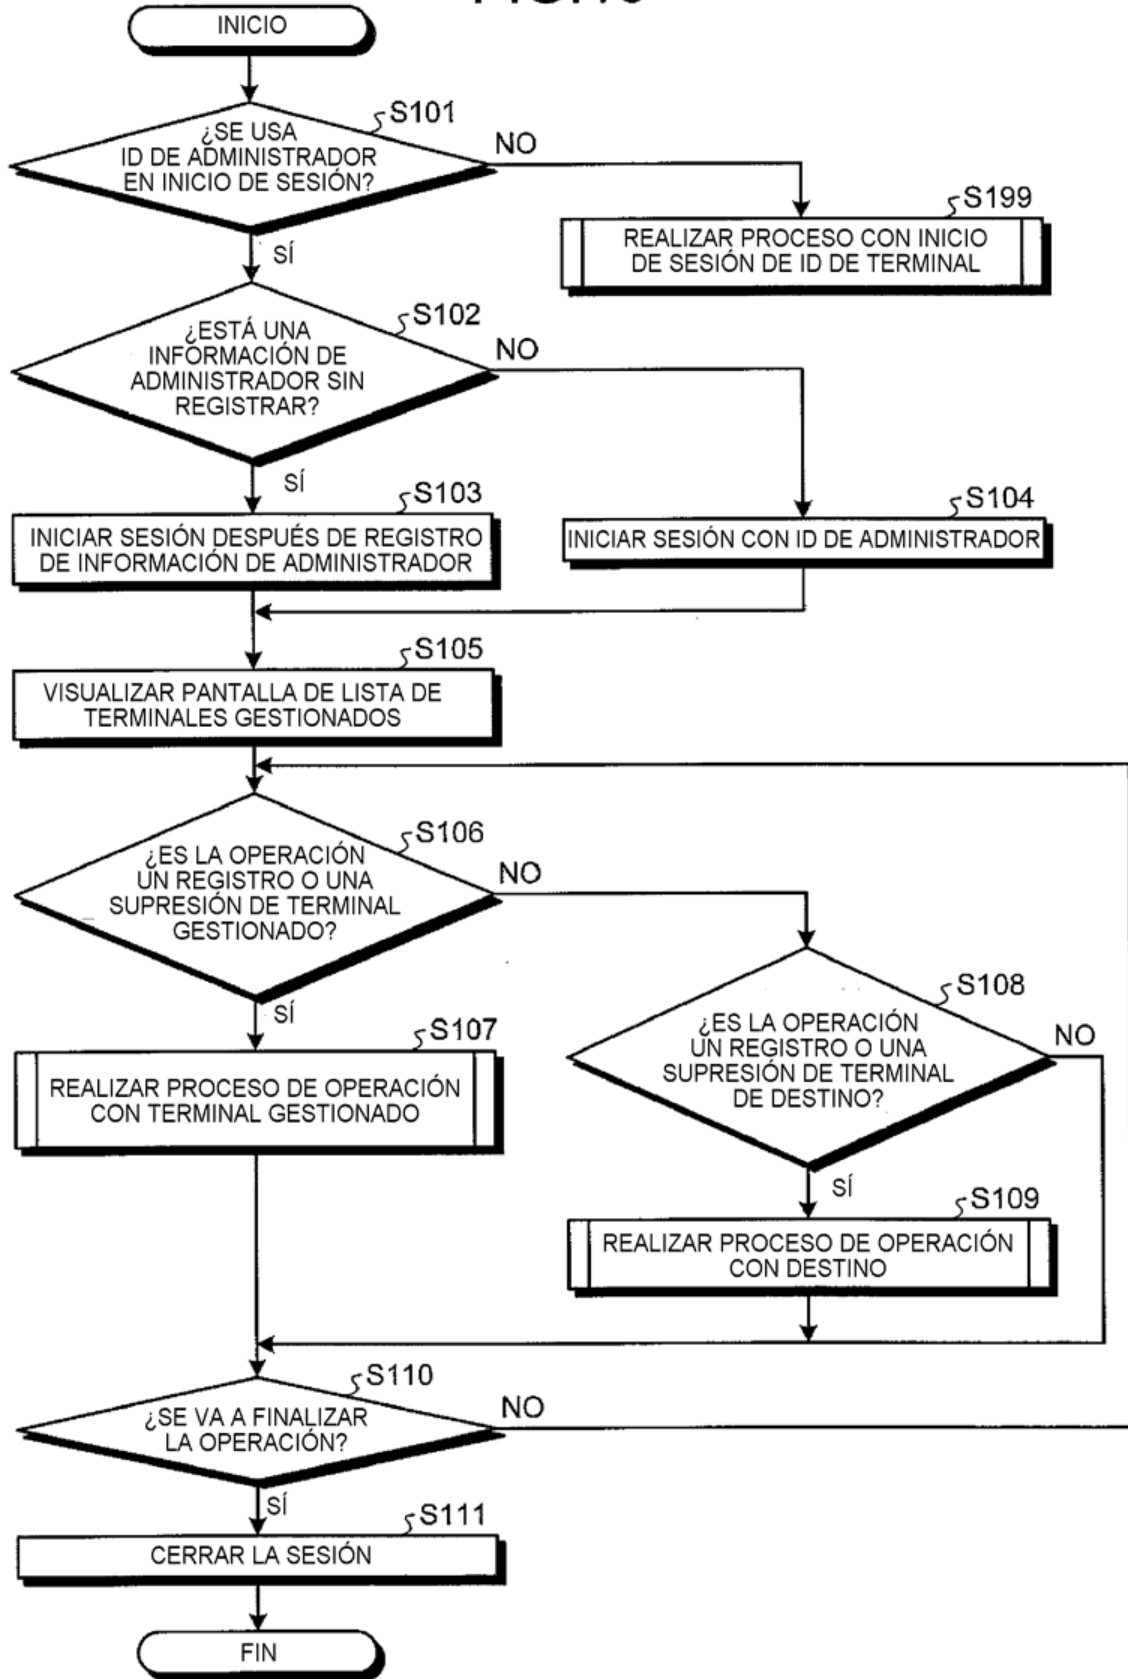 INICIO
S101
¿SE USA
ID DE ADMINISTRADOR
EN INICIO DE SESIÓN?
NO
SÍ
S199
REALIZAR PROCESO CON INICIO
DE SESIÓN DE ID DE TERMINAL
S102
¿ESTÁ UNA
INFORMACIÓN DE
ADMINISTRADOR SIN
REGISTRAR?
NO
SÍ
S103
INICIAR SESIÓN DESPUÉS DE REGISTRO
DE INFORMACIÓN DE ADMINISTRADOR
S104
INICIAR SESIÓN CON ID DE ADMINISTRADOR
S105
VISUALIZAR PANTALLA DE LISTA DE
TERMINALES GESTIONADOS
S106
¿ES LA OPERACIÓN
UN REGISTRO O UNA
SUPRESIÓN DE TERMINAL
GESTIONADO?
NO
SÍ
S107
REALIZAR PROCESO DE OPERACIÓN
CON TERMINAL GESTIONADO
S108
¿ES LA OPERACIÓN
UN REGISTRO O UNA
SUPRESIÓN DE TERMINAL
DE DESTINO?
NO
SÍ
S109
REALIZAR PROCESO DE OPERACIÓN
CON DESTINO
S110
¿SE VA A FINALIZAR
LA OPERACIÓN?
NO
SÍ
S111
CERRAR LA SESIÓN
FIN